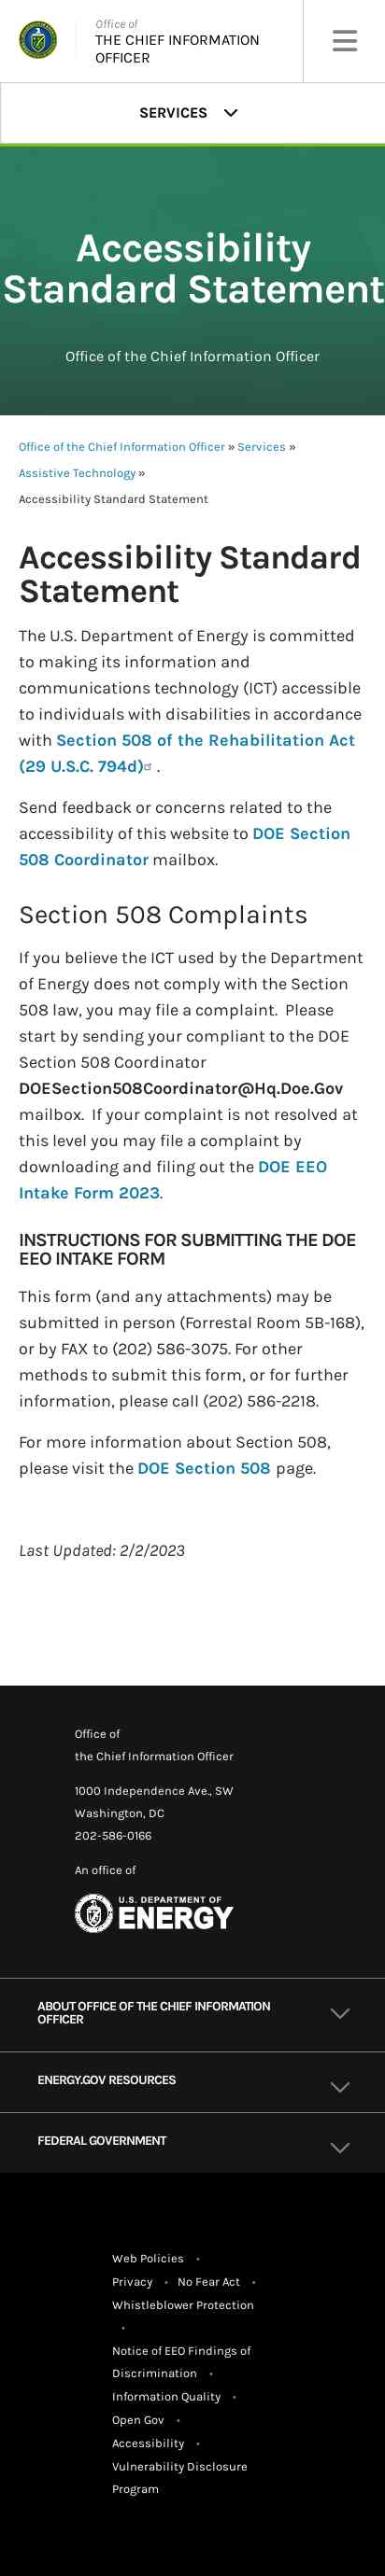 Office of
THE CHIEF INFORMATION
OFFICER
SERVICES
Accessibility
Standard Statement
Office of the Chief Information Officer
Office of the Chief Information Officer » Services »
Assistive Technology »
Accessibility Standard Statement
Accessibility Standard
Statement
The U.S. Department of Energy is committed
to making its information and
communications technology (ICT) accessible
to individuals with disabilities in accordance
with Section 508 of the Rehabilitation Act
(29 U.S.C. 794d) .
Send feedback or concerns related to the
accessibility of this website to DOE Section
508 Coordinator mailbox.
Section 508 Complaints
If you believe the ICT used by the Department
of Energy does not comply with the Section
508 law, you may file a complaint.  Please
start by sending your compliant to the DOE
Section 508 Coordinator
DOESection508Coordinator@Hq.Doe.Gov
mailbox.  If your complaint is not resolved at
this level you may file a complaint by
downloading and filing out the DOE EEO
Intake Form 2023.
INSTRUCTIONS FOR SUBMITTING THE DOE
EEO INTAKE FORM
This form (and any attachments) may be
submitted in person (Forrestal Room 5B-168),
or by FAX to (202) 586-3075. For other
methods to submit this form, or for further
information, please call (202) 586-2218.
For more information about Section 508,
please visit the DOE Section 508 page.
Last Updated: 2/2/2023
Office of
the Chief Information Officer
1000 Independence Ave., SW
Washington, DC
202-586-0166
An office of
U.S. DEPARTMENT OF
ENERGY
ABOUT OFFICE OF THE CHIEF INFORMATION
OFFICER
ENERGY.GOV RESOURCES
FEDERAL GOVERNMENT
Web Policies •
Privacy • No Fear Act •
Whistleblower Protection
•
Notice of EEO Findings of
Discrimination •
Information Quality •
Open Gov •
Accessibility •
Vulnerability Disclosure
Program